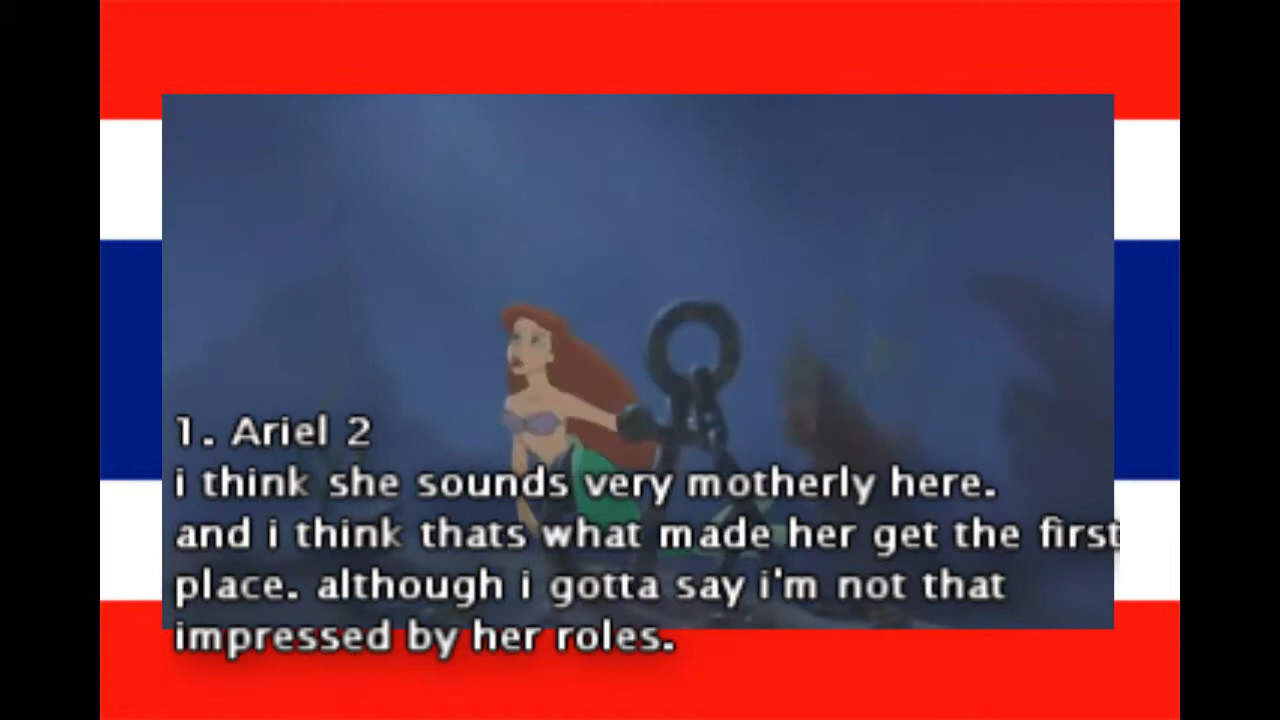 1. Ariel 2
i think she sounds very motherly here.
and i think thats what made her get the first
place. although i gotta say i'm not that
impressed by her roles.